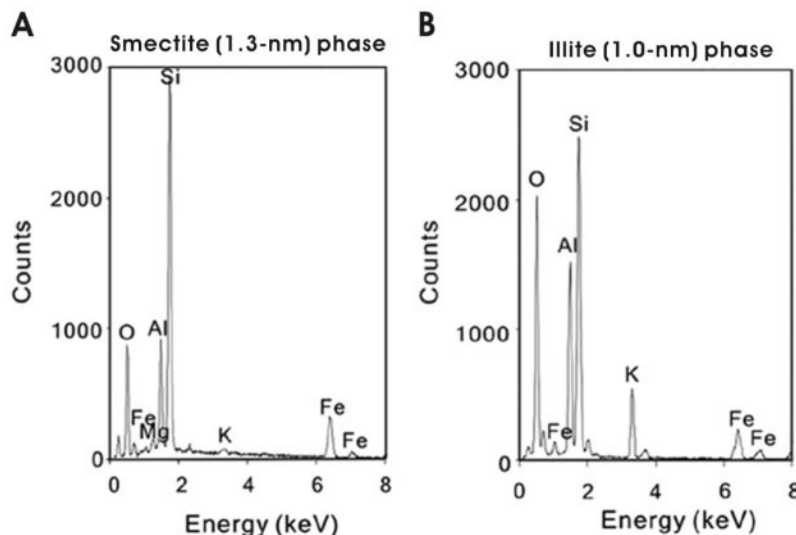 A
Smectite (1.3-nm) phase
3000
2000
1000
0
Counts
Si
O
Al
Fe
Mg
K
Fe
Fe
0 2 4 6 8
Energy (keV)
B
Illite (1.0-nm) phase
3000
2000
1000
0
Counts
Si
O
Al
K
Fe
Fe
Fe
0 2 4 6 8
Energy (keV)